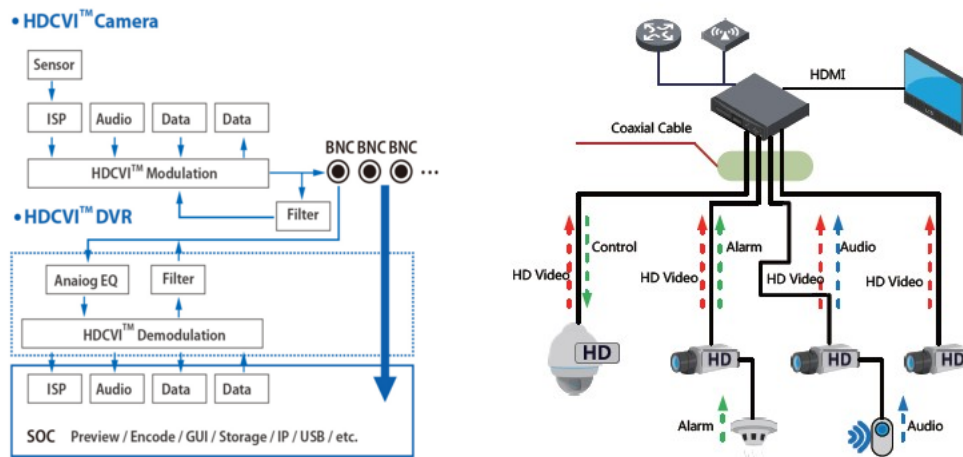 • HDCVI™ Camera
Sensor
ISP Audio Data Data
BNC BNC BNC
HDCVI™ Modulation
...
Filter
• HDCVI™ DVR
Anaiog EQ Filter
HDCVI™ Demodulation
ISP Audio Data Data
SOC Preview / Encode / GUI / Storage / IP / USB / etc.
HDMI
Coaxial Cable
Control Alarm Audio
HD Video HD Video HD Video HD Video
HD HD HD HD
Alarm Audio